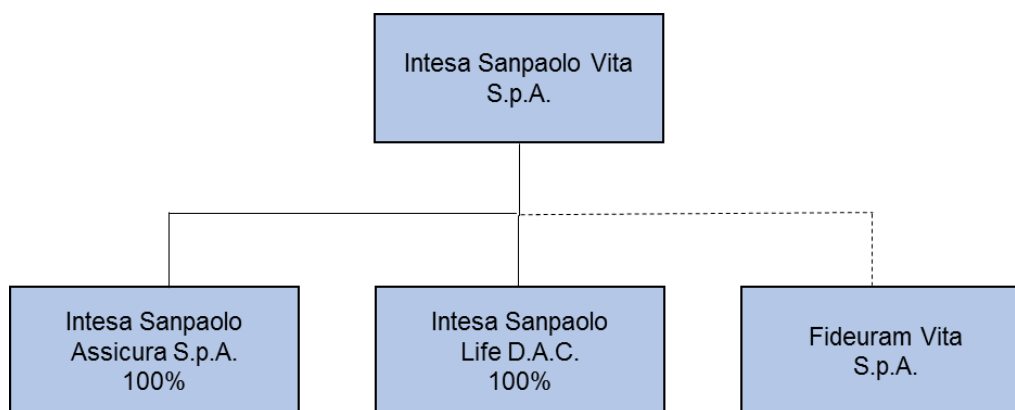 Intesa Sanpaolo Vita
S.p.A.
Intesa Sanpaolo
Assicura S.p.A.
100%
Intesa Sanpaolo
Life D.A.C.
100%
Fideuram Vita
S.p.A.